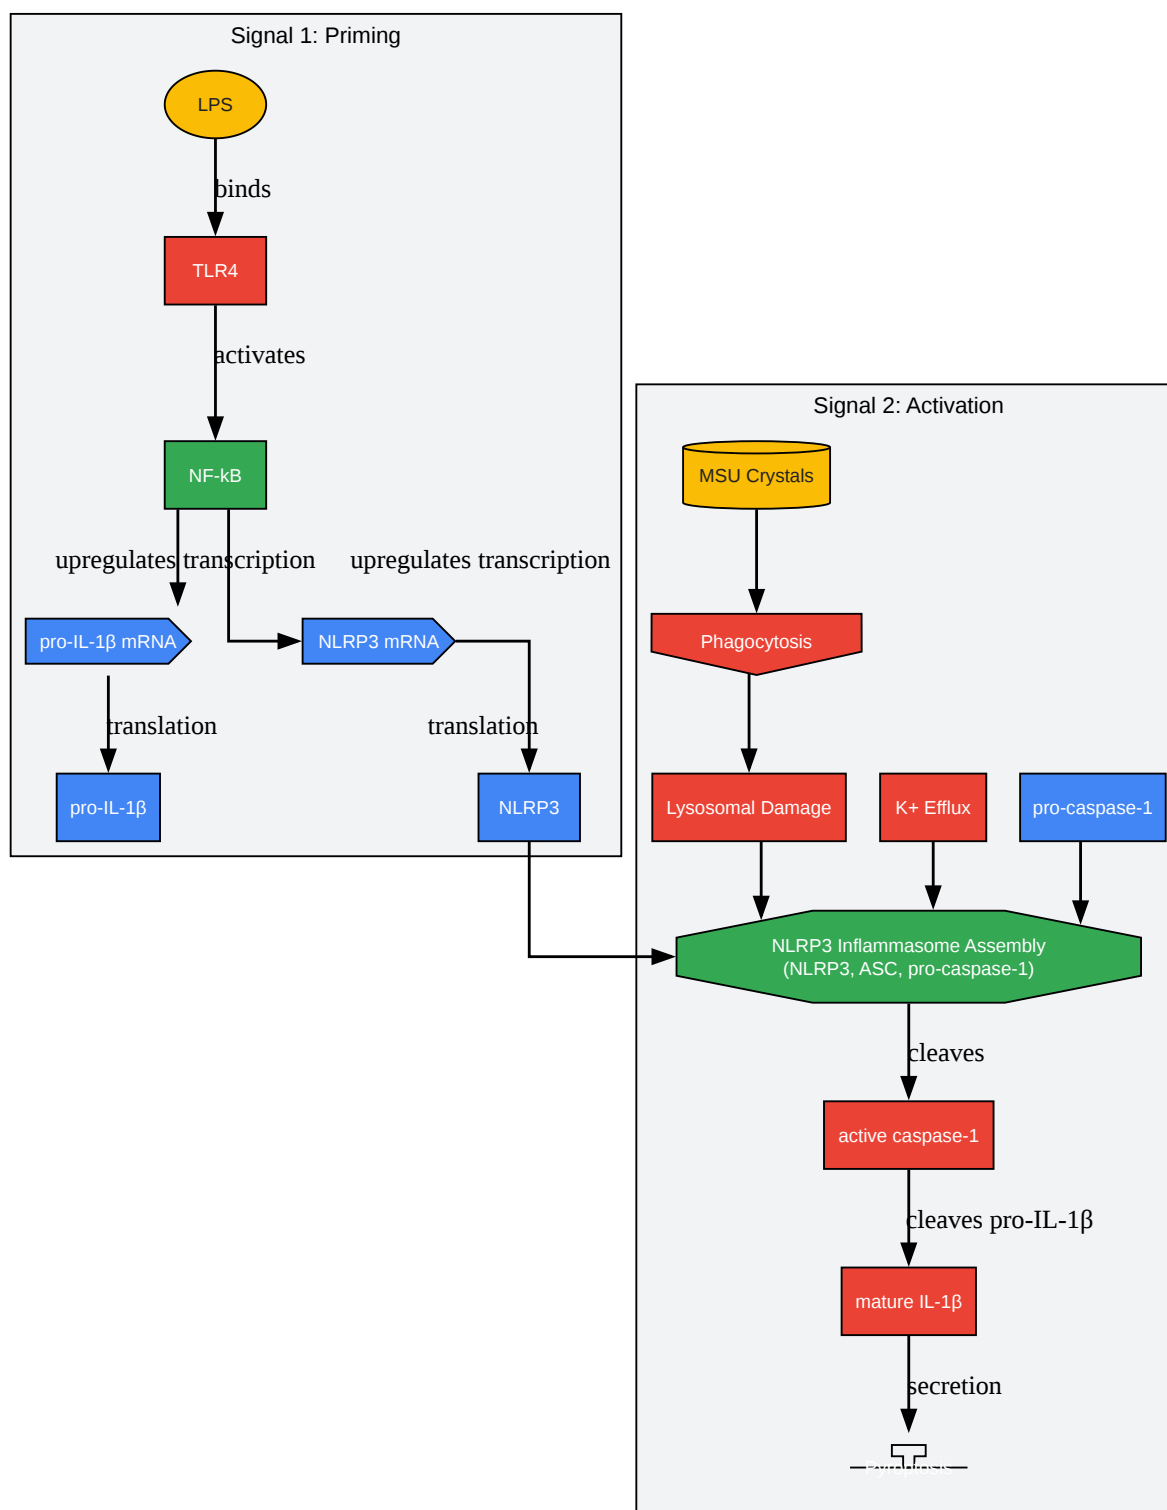 Signal 1: Priming
LPS
binds
TLR4
activates
NF-kB
upregulates transcription
upregulates transcription
pro-IL-1β mRNA
NLRP3 mRNA
translation
translation
pro-IL-1β
NLRP3
Signal 2: Activation
MSU Crystals
Phagocytosis
Lysosomal Damage
K+ Efflux
pro-caspase-1
NLRP3 Inflammasome Assembly
(NLRP3, ASC, pro-caspase-1)
cleaves
active caspase-1
cleaves pro-IL-1β
mature IL-1β
secretion
Pyroptosis